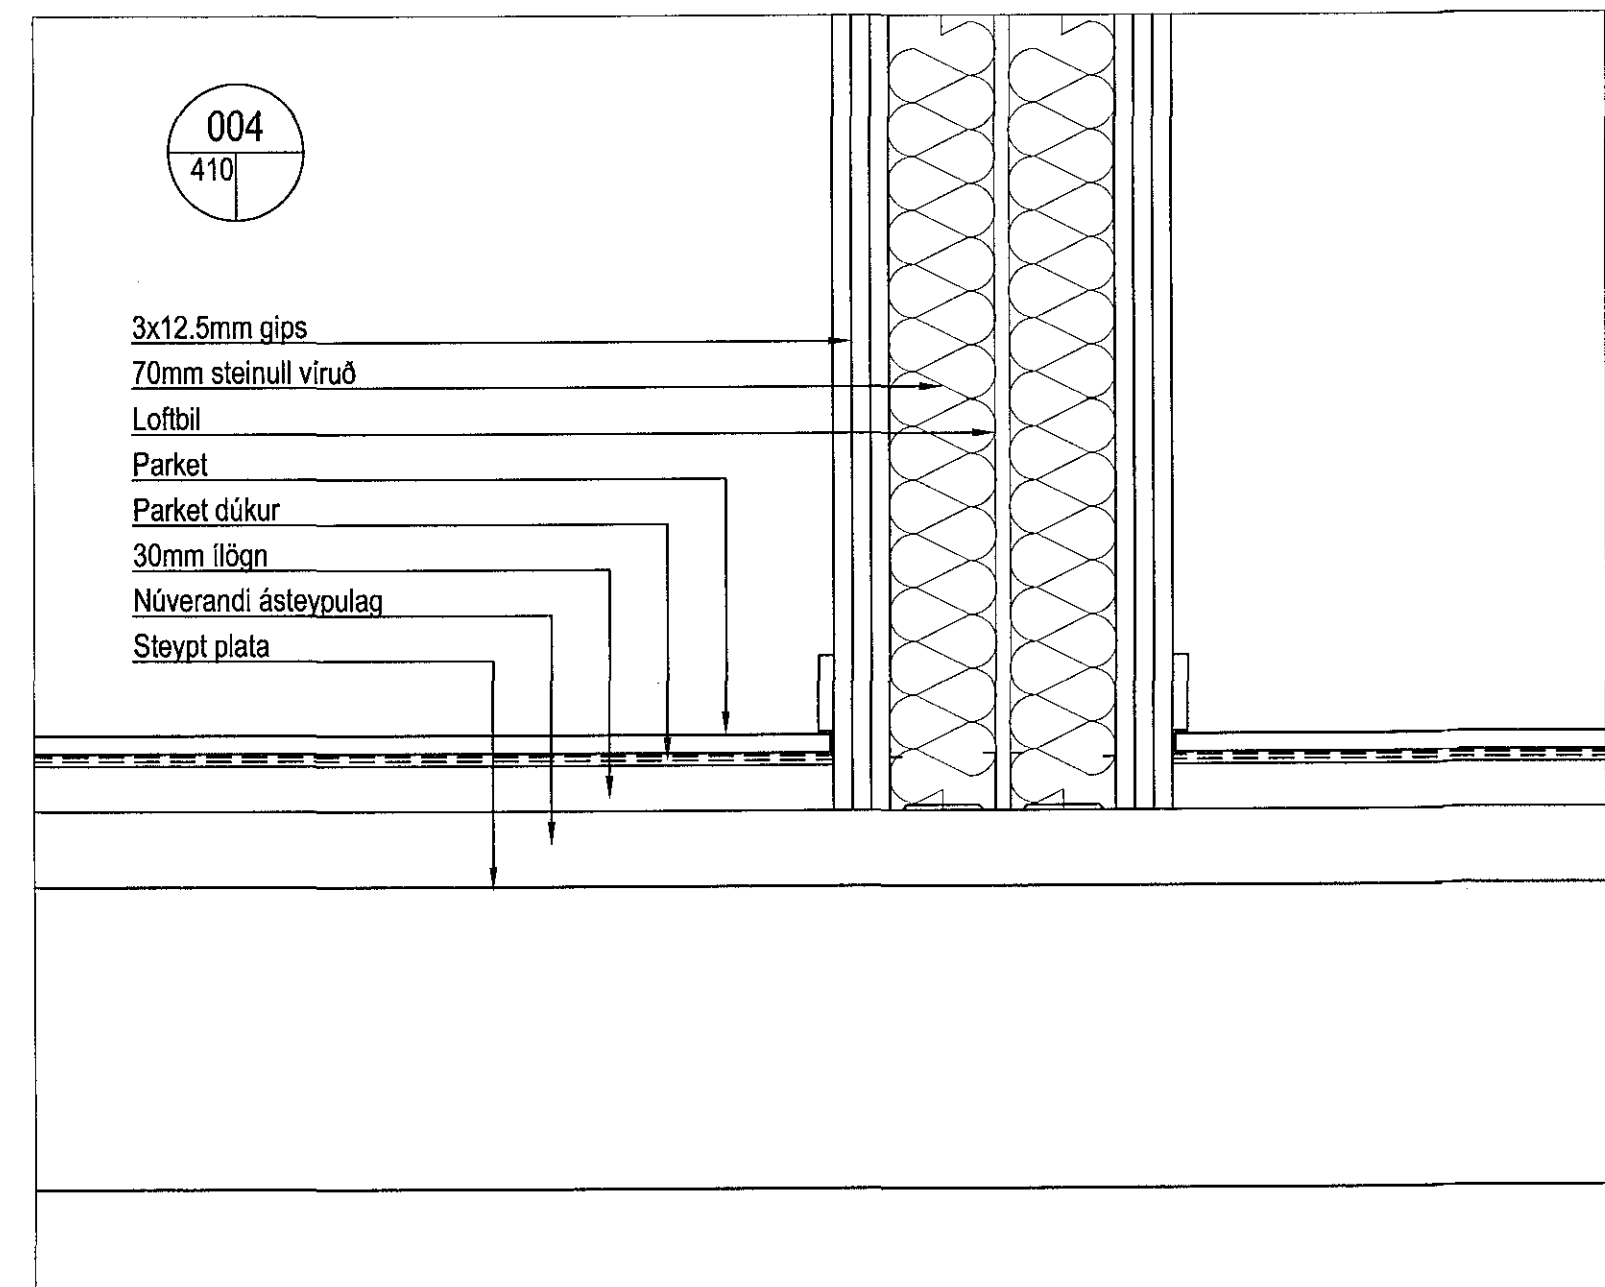 004
410
3x12.5mm gips
70mm steinull víruð
Loftbil
Parket
Parket dúkur
30mm ílögn
Núverandi ásteypulag
Steypt plata